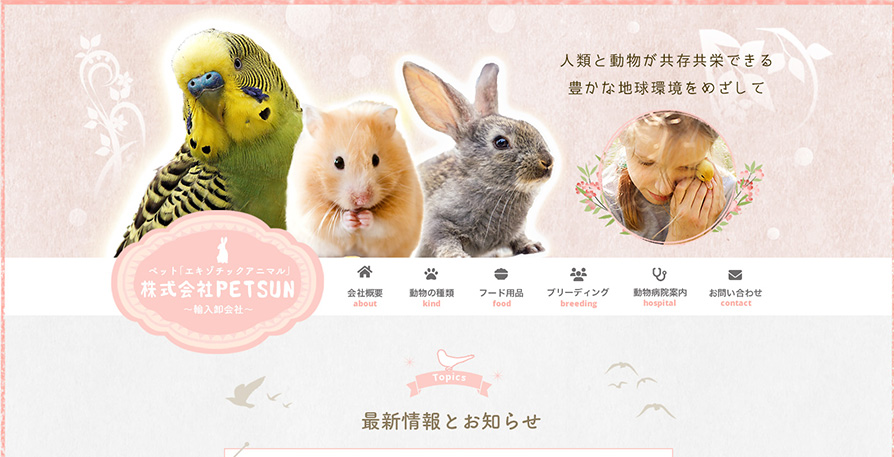 人類と動物が共存共栄できる
豊かな地球環境をめざして
ペット「エキゾチックアニマル」
株式会社PETSUN
〜輸入卸会社〜
会社概要
about
動物の種類
kind
フード用品
food
ブリーディング
breeding
動物病院案内
hospital
お問い合わせ
contact
Topics
最新情報とお知らせ